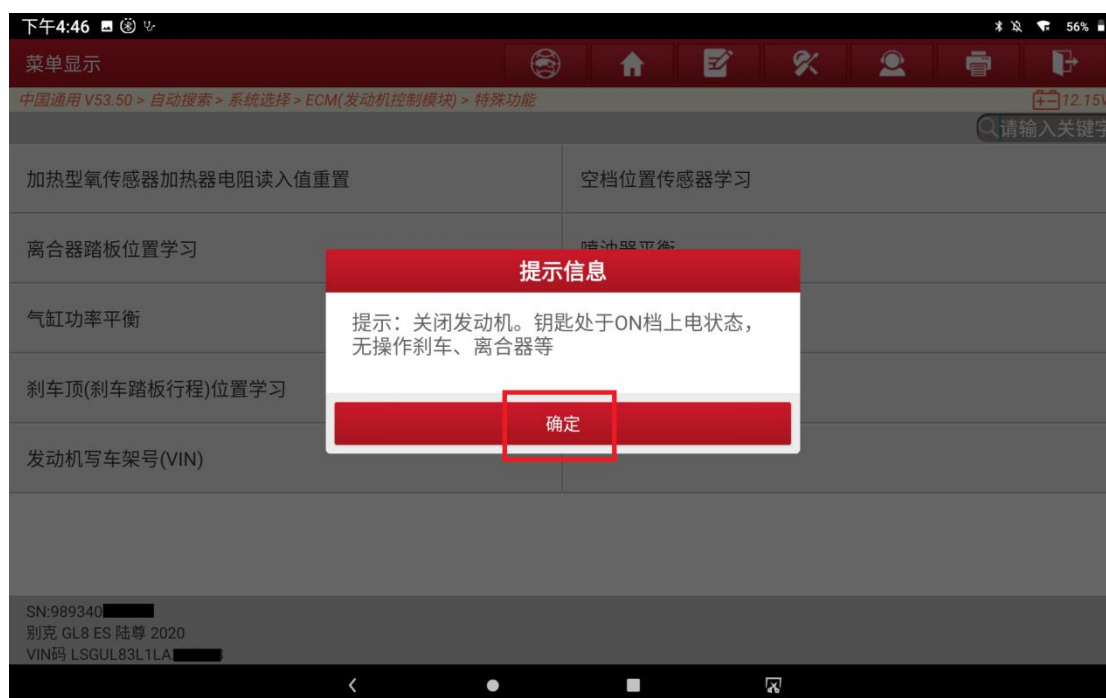 下午4:46
56%
菜单显示
中国通用 V53.50 > 自动搜索 > 系统选择 > ECM(发动机控制模块) > 特殊功能
12.15V
请输入关键字
加热型氧传感器加热器电阻读入值重置
空档位置传感器学习
离合器踏板位置学习
喷油器平衡
提示信息
气缸功率平衡
提示：关闭发动机。钥匙处于ON档上电状态，
无操作刹车、离合器等
刹车顶(刹车踏板行程)位置学习
确定
发动机写车架号(VIN)
SN:989340
别克 GL8 ES 陆尊 2020
VIN码 LSGUL83L1LA